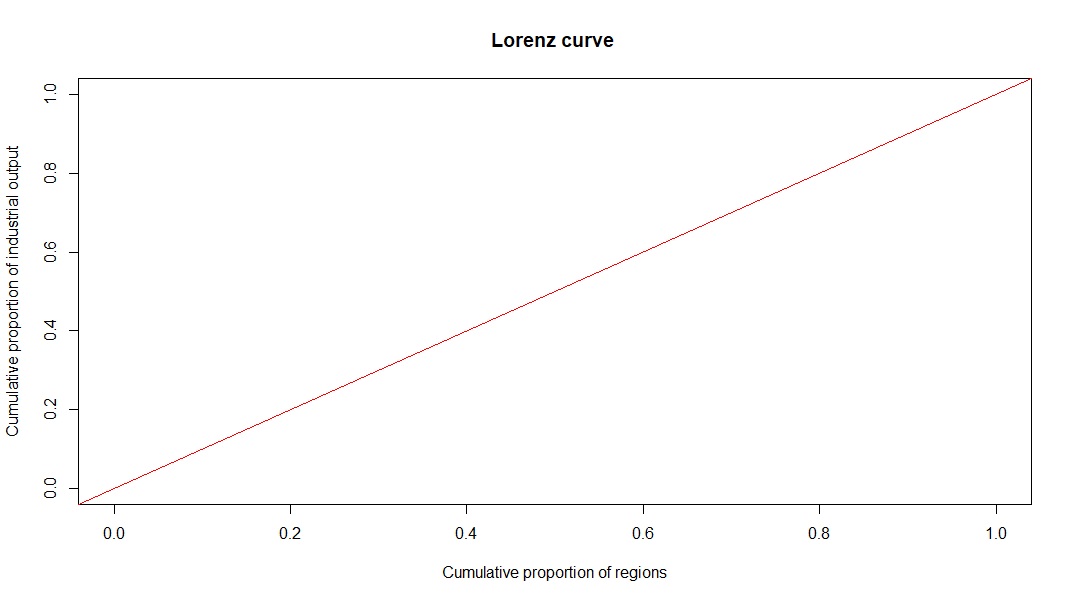 Lorenz curve
Cumulative proportion of industrial output
1.0
0.8
0.6
0.4
0.2
0.0
0.0 0.2 0.4 0.6 0.8 1.0
Cumulative proportion of regions